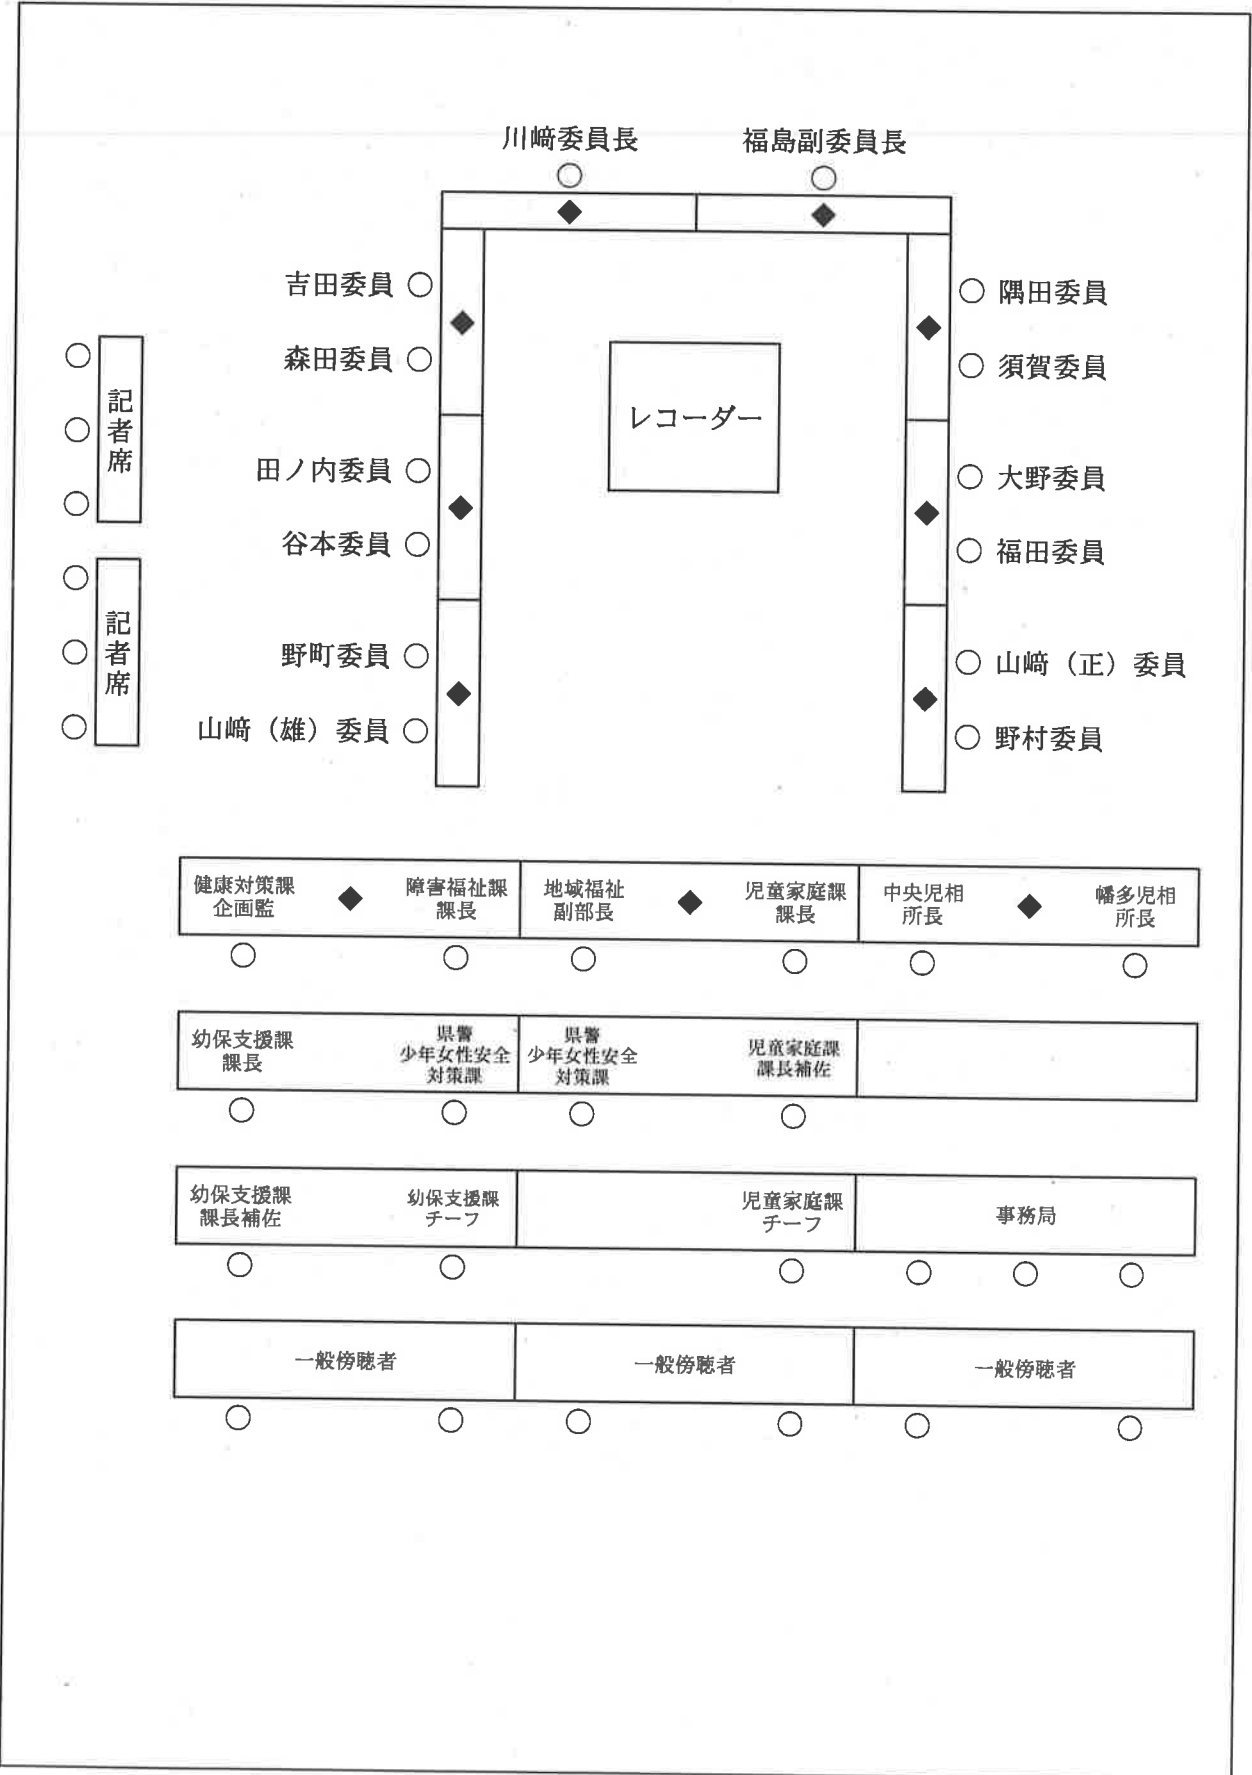 川﨑委員長
福島副委員長
吉田委員
隅田委員
森田委員
須賀委員
レコーダー
記者席
田ノ内委員
大野委員
谷本委員
福田委員
記者席
野町委員
山﨑（正）委員
山﨑（雄）委員
野村委員
健康対策課
企画監
障害福祉課
課長
地域福祉
副部長
児童家庭課
課長
中央児相
所長
幡多児相
所長
幼保支援課
課長
県警
少年女性安全
対策課
県警
少年女性安全
対策課
児童家庭課
課長補佐
幼保支援課
課長補佐
幼保支援課
チーフ
児童家庭課
チーフ
事務局
一般傍聴者
一般傍聴者
一般傍聴者